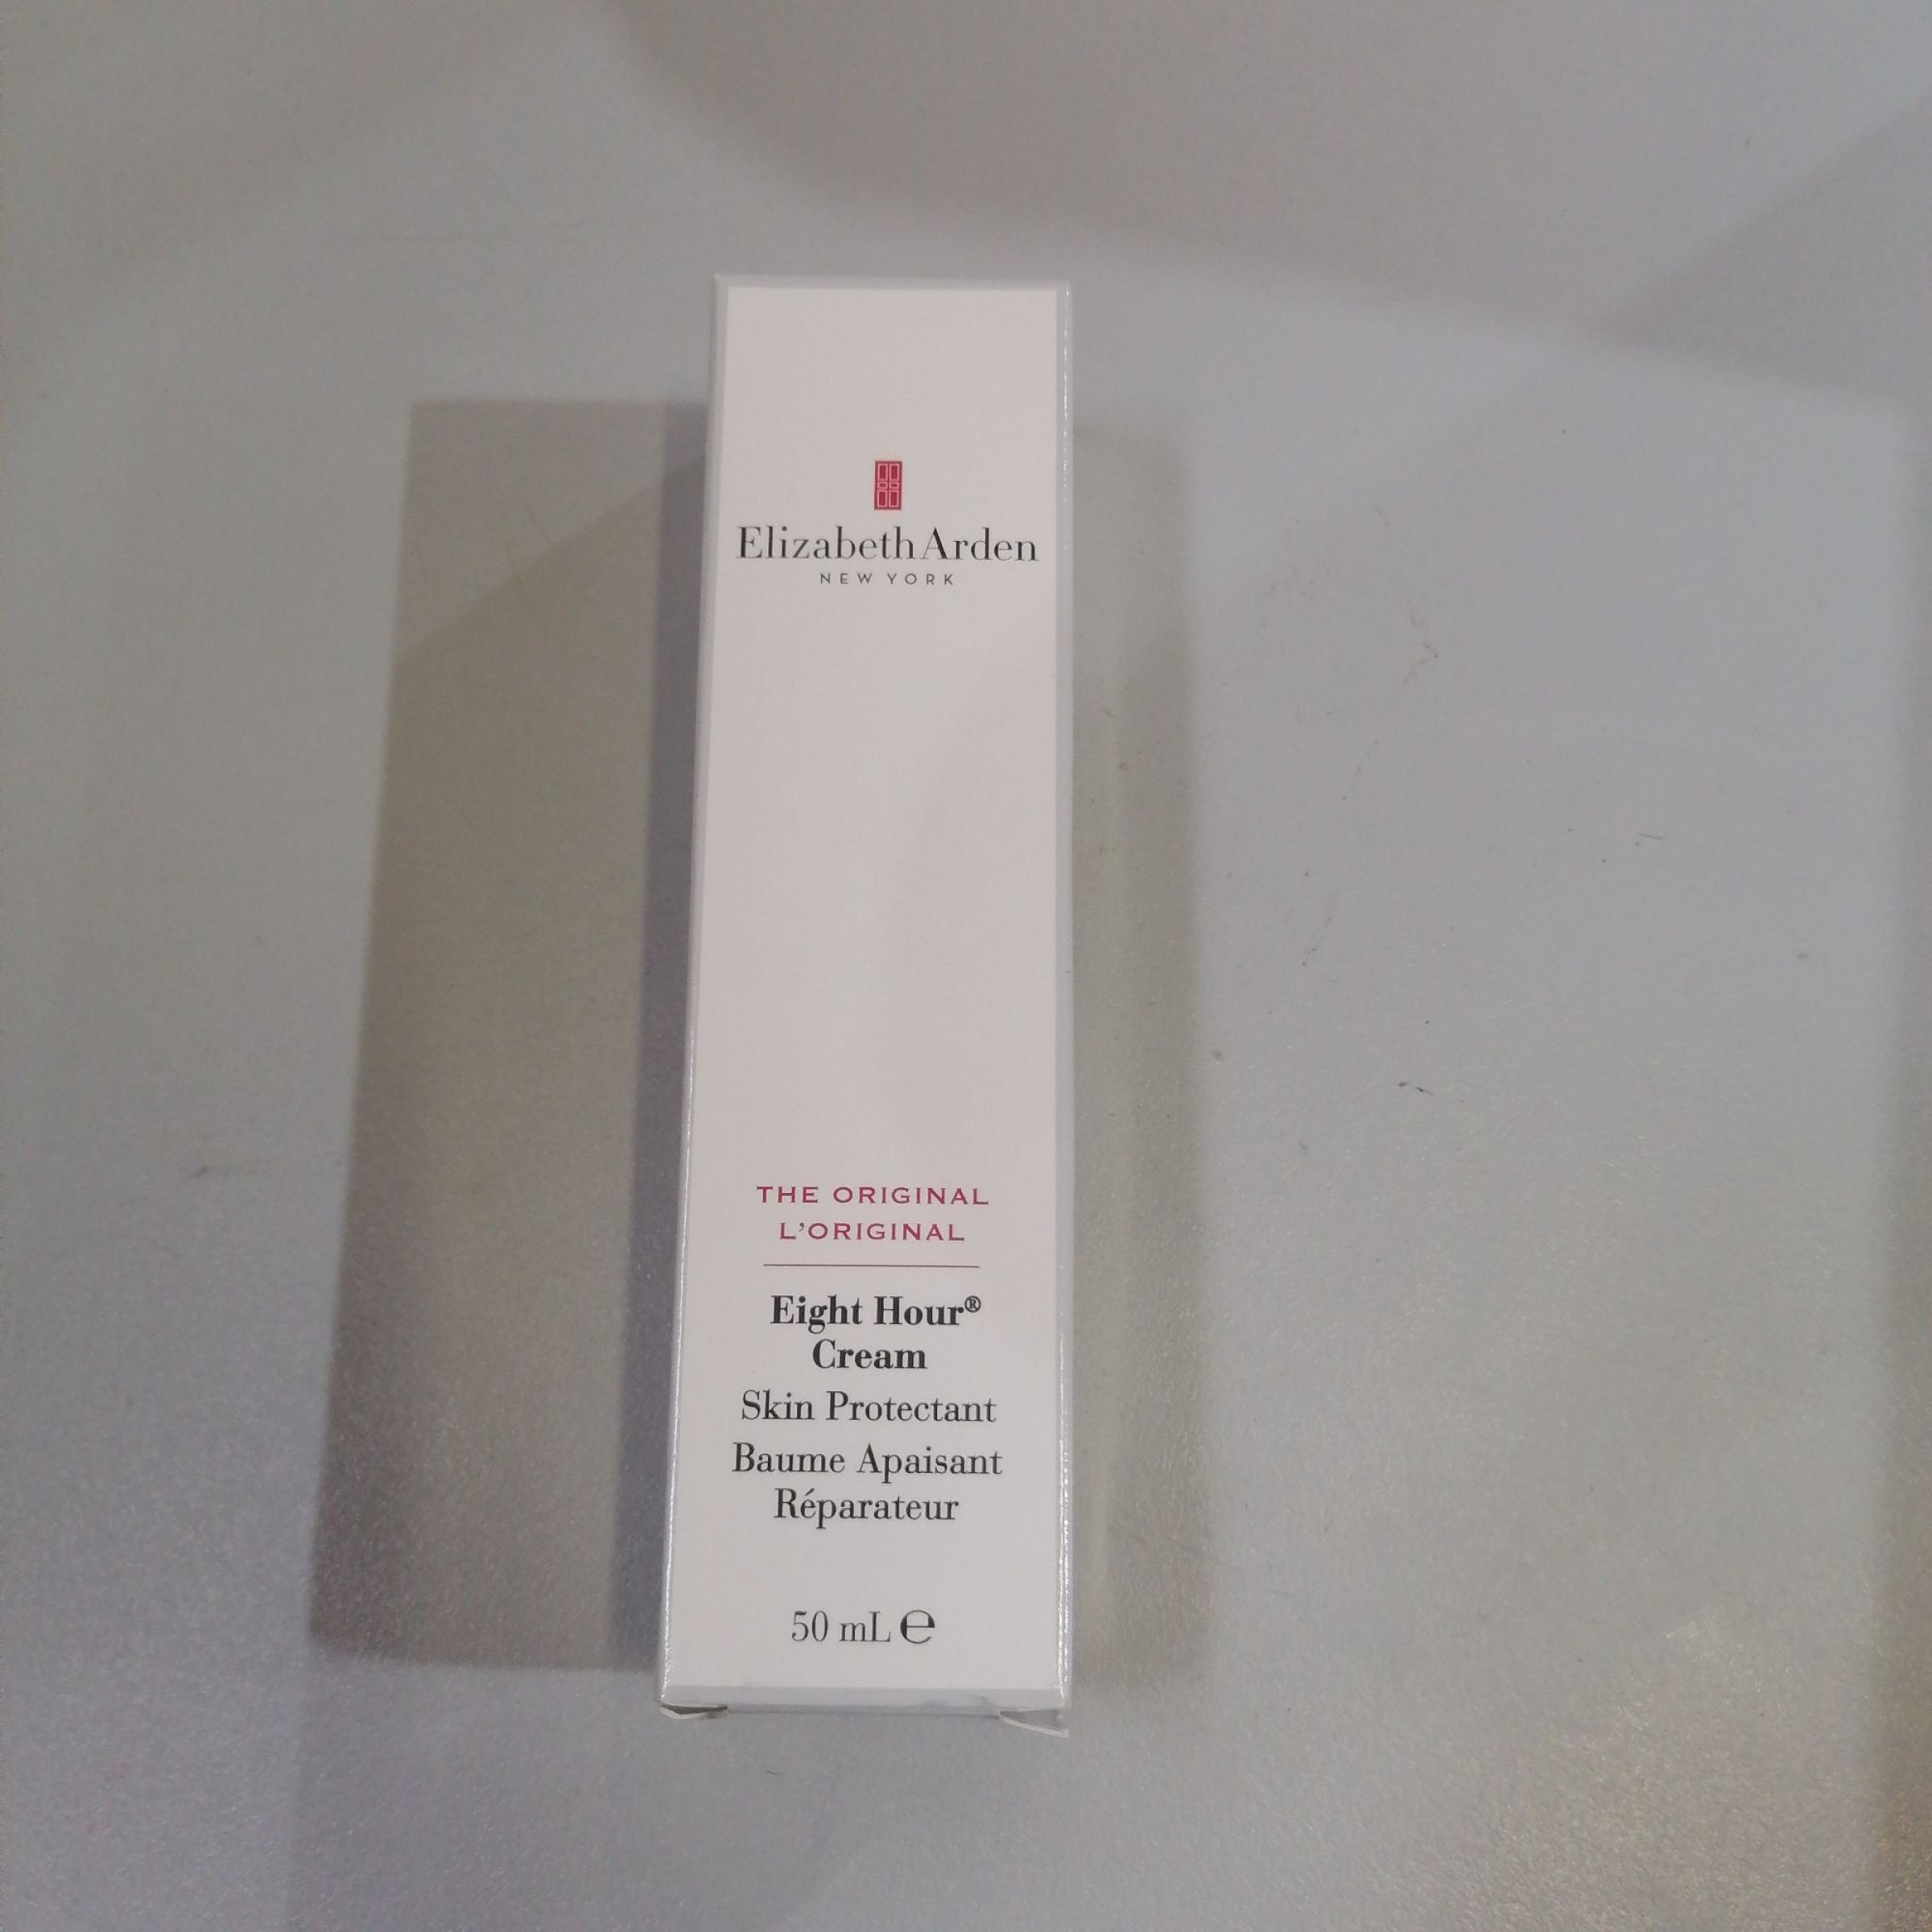 Elizabeth Arden
NEW YORK
THE ORIGINAL
L'ORIGINAL
Eight Hour®
Cream
Skin Protectant
Baume Apaisant
Réparateur
50 mL ℮